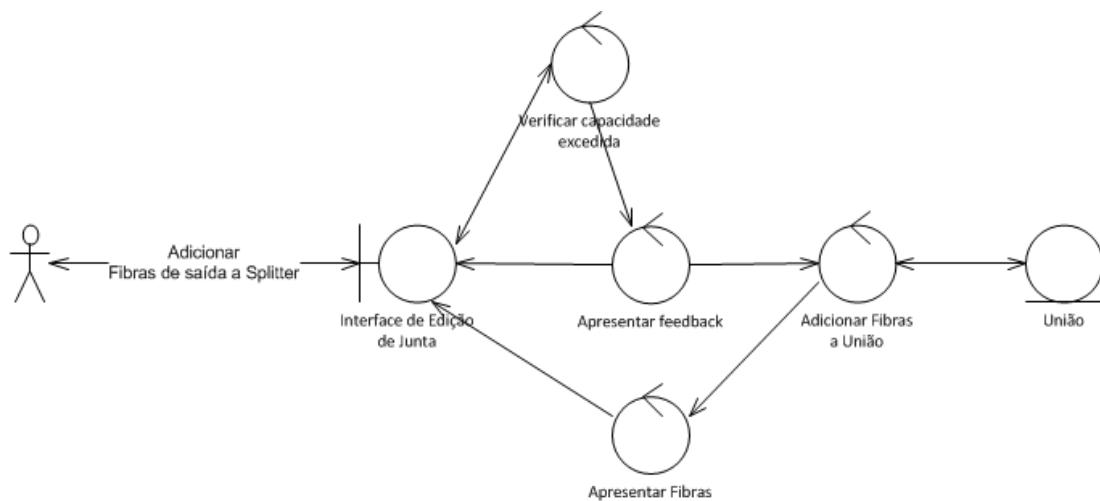 Verificar capacidade
excedida
Adicionar
Fibras de saída a Splitter
Interface de Edição
de Junta
Apresentar feedback
Adicionar Fibras
a União
União
Apresentar Fibras